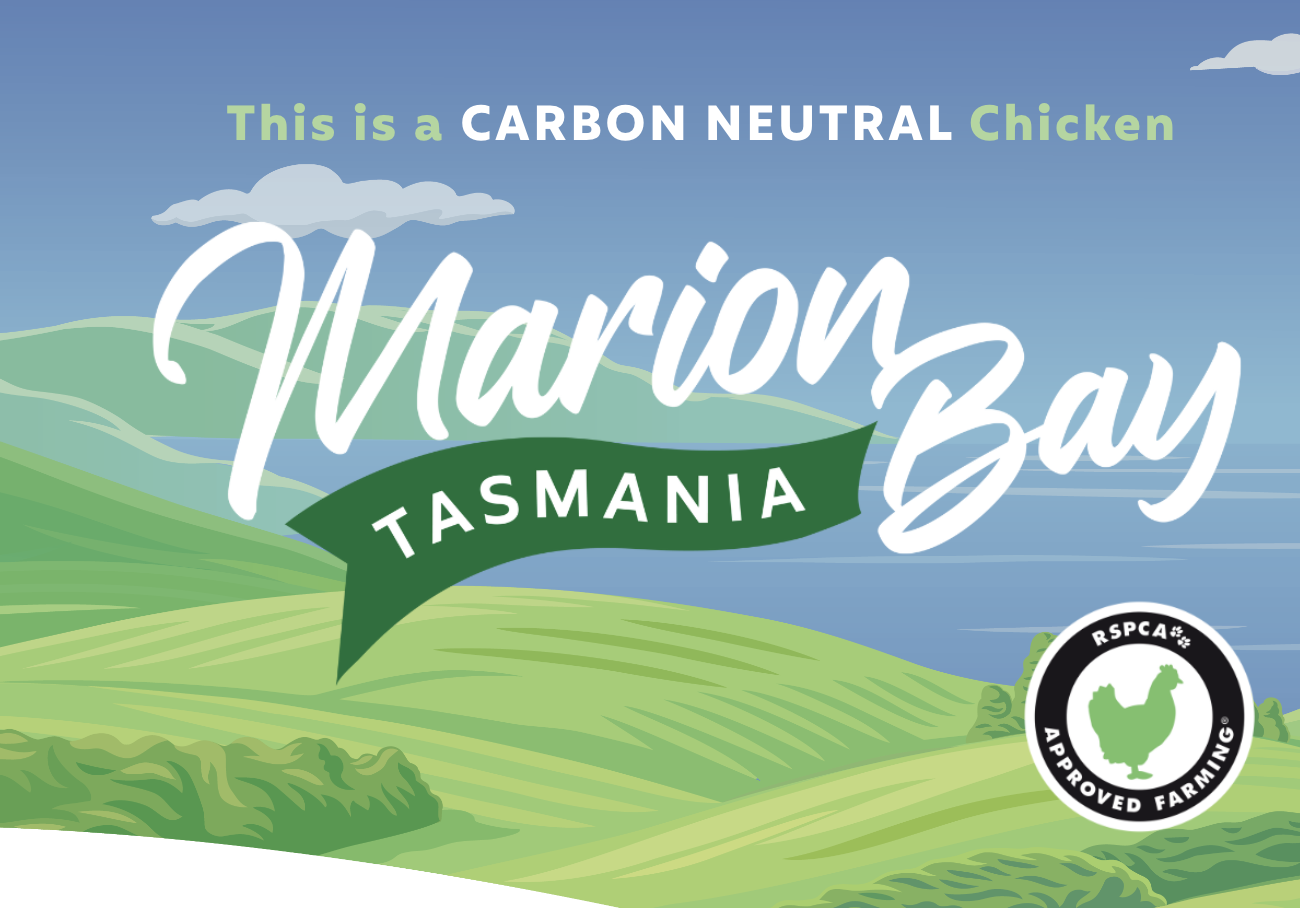 This is a CARBON NEUTRAL Chicken
Marion
Bay
TASMANIA
RSPCA
APPROVED FARMING®